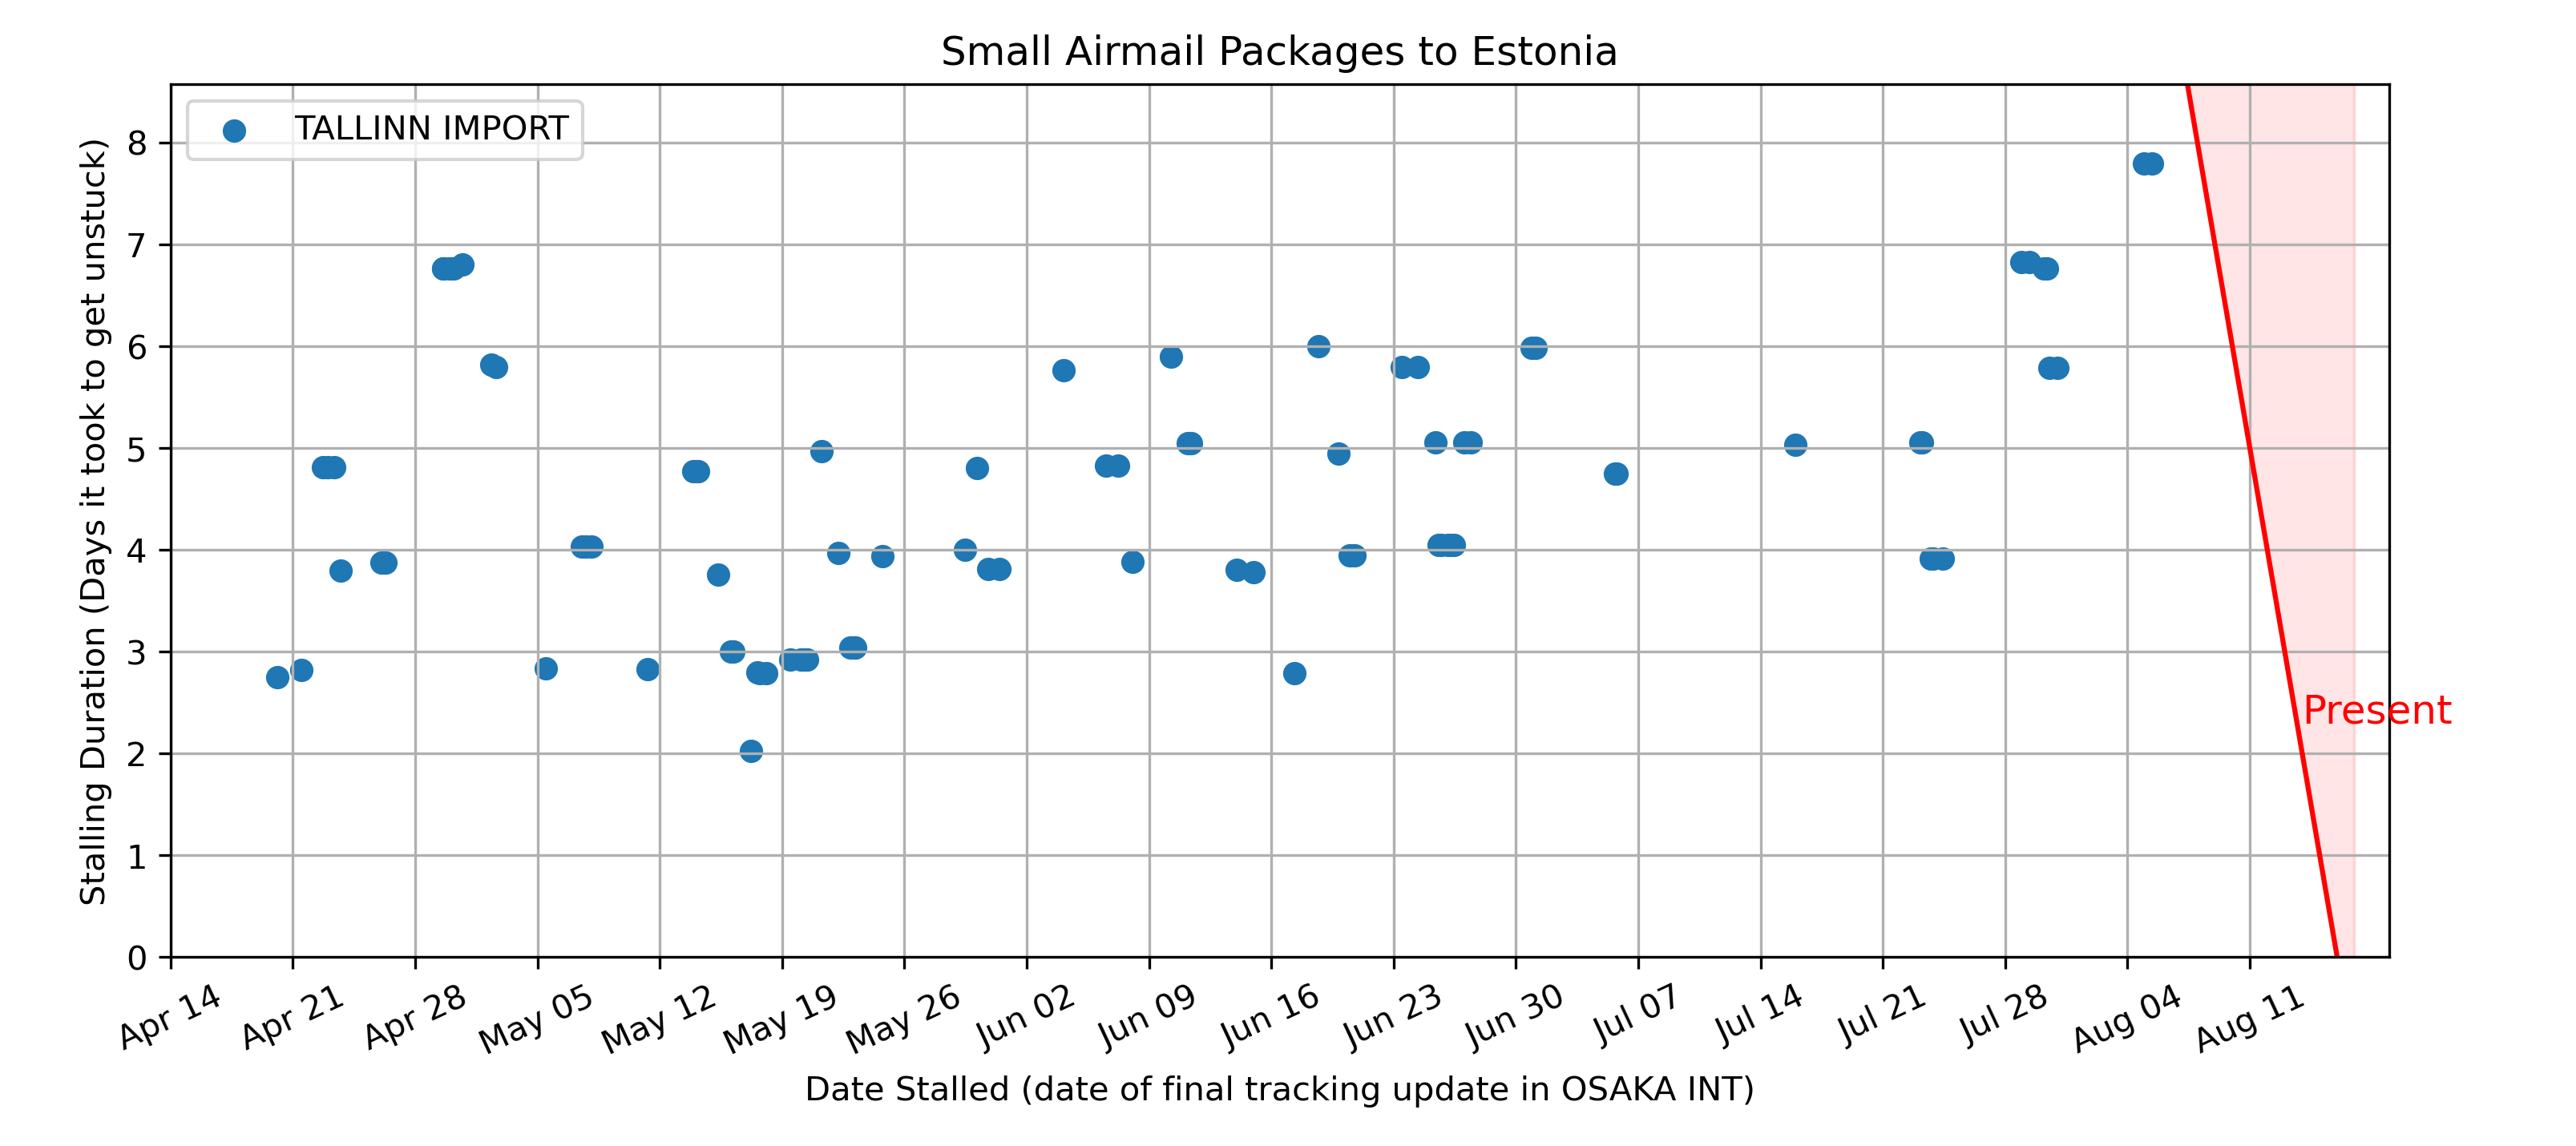 Small Airmail Packages to Estonia
TALLINN IMPORT
Stalling Duration (Days it took to get unstuck)
8
7
6
5
4
3
2
1
0
Present
Apr 14
Apr 21
Apr 28
May 05
May 12
May 19
May 26
Jun 02
Jun 09
Jun 16
Jun 23
Jun 30
Jul 07
Jul 14
Jul 21
Jul 28
Aug 04
Aug 11
Date Stalled (date of final tracking update in OSAKA INT)